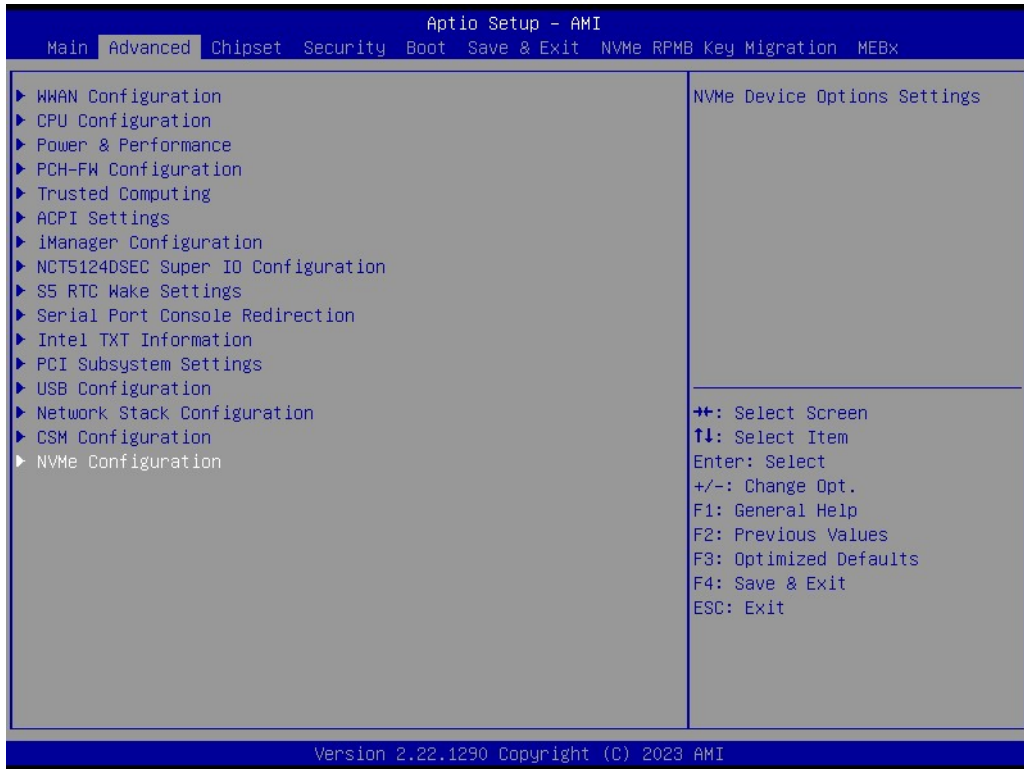 Aptio Setup – AMI
Main Advanced Chipset Security Boot Save & Exit NVMe RPMB Key Migration MEBx
WWAN Configuration
CPU Configuration
Power & Performance
PCH-FW Configuration
Trusted Computing
ACPI Settings
iManager Configuration
NCT5124DSEC Super IO Configuration
S5 RTC Wake Settings
Serial Port Console Redirection
Intel TXT Information
PCI Subsystem Settings
USB Configuration
Network Stack Configuration
CSM Configuration
NVMe Configuration
NVMe Device Options Settings
→←: Select Screen
↑↓: Select Item
Enter: Select
+/-: Change Opt.
F1: General Help
F2: Previous Values
F3: Optimized Defaults
F4: Save & Exit
ESC: Exit
Version 2.22.1290 Copyright (C) 2023 AMI